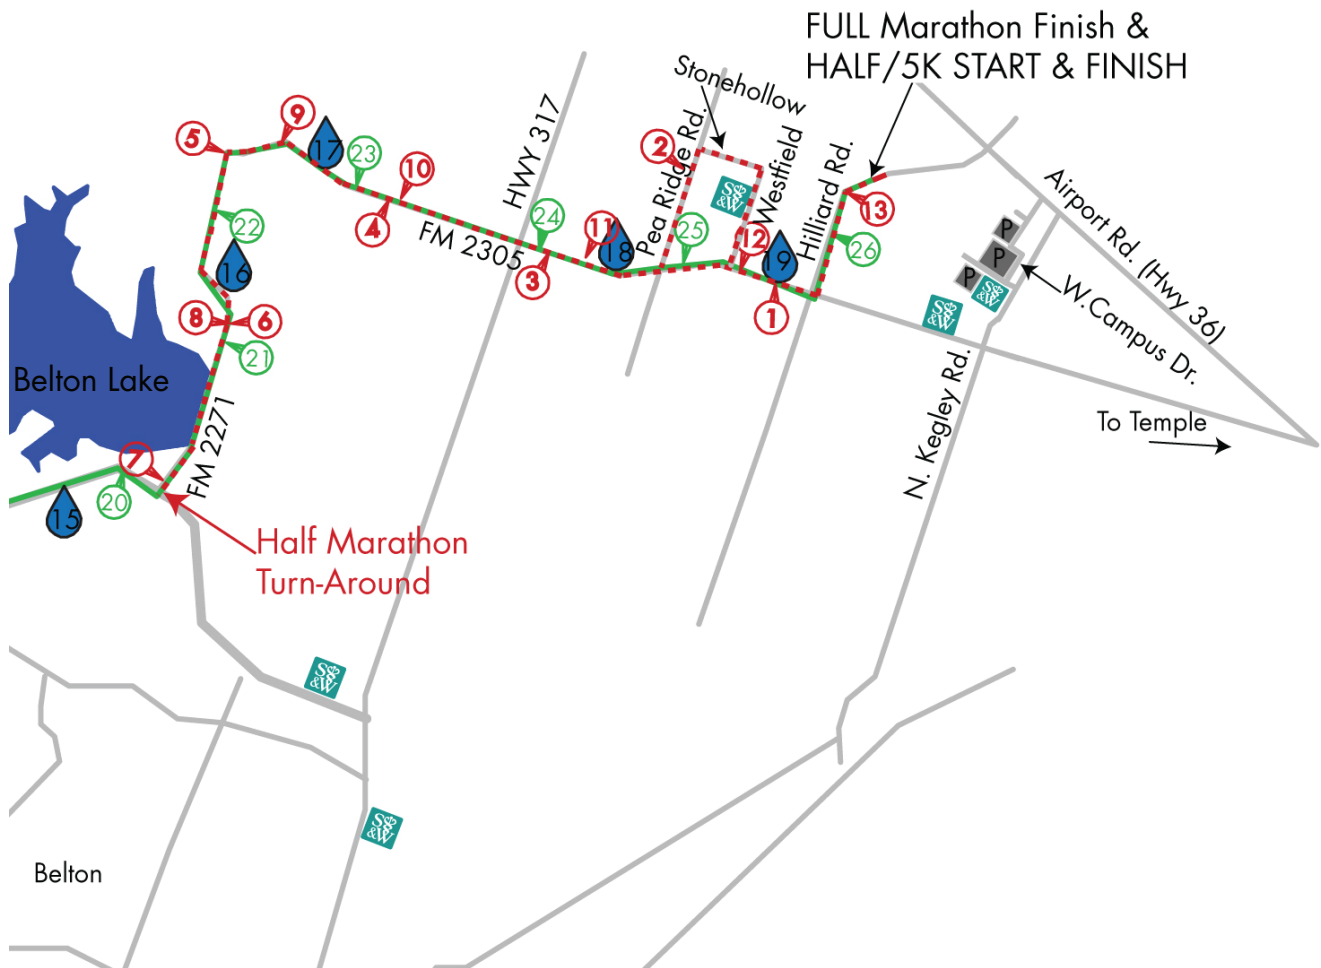 FULL Marathon Finish &
HALF/5K START & FINISH
Stonehollow
HWY 317
9
5
17
23
10
2
Pea Ridge Rd.
Westfield
Hilliard Rd.
S&W
13
Airport Rd. (Hwy 36)
P
P
P
22
4
FM 2305
24
11
18
25
12
19
26
16
3
S&W
S&W
W. Campus Dr.
8
6
1
21
Belton Lake
N. Kegley Rd.
To Temple
FM 2271
7
20
15
Half Marathon
Turn-Around
S&W
S&W
Belton